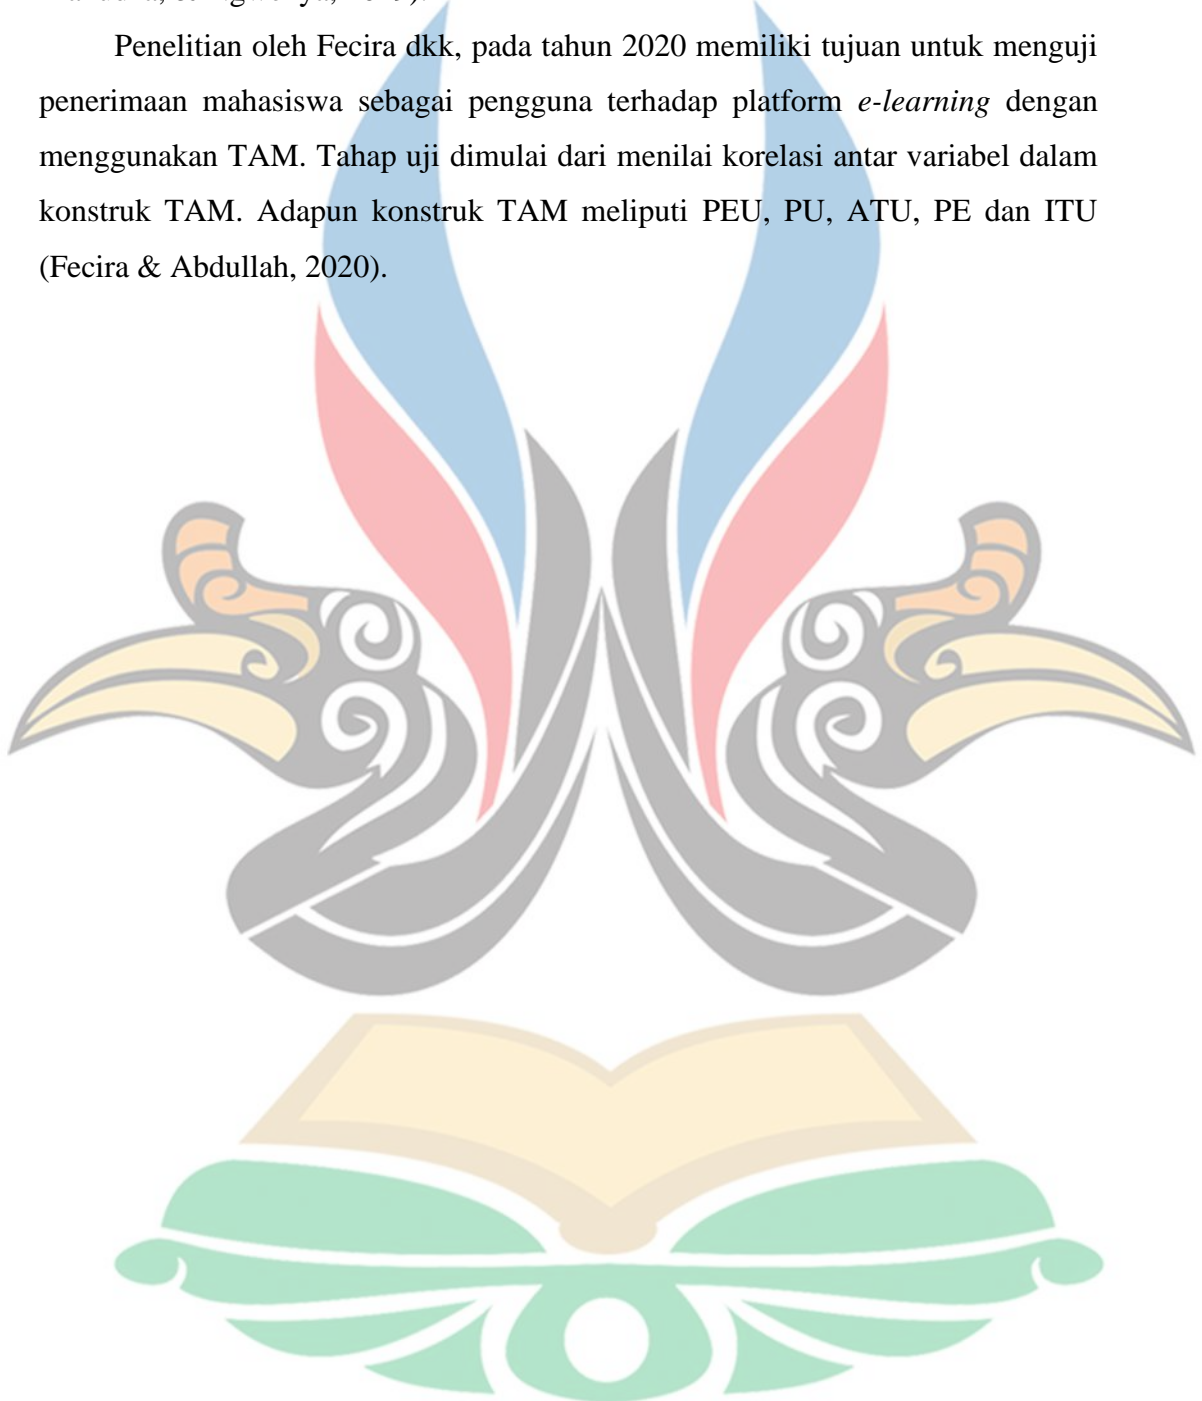 Penelitian oleh Fecira dkk, pada tahun 2020 memiliki tujuan untuk menguji
penerimaan mahasiswa sebagai pengguna terhadap platform e-learning dengan
menggunakan TAM. Tahap uji dimulai dari menilai korelasi antar variabel dalam
konstruk TAM. Adapun konstruk TAM meliputi PEU, PU, ATU, PE dan ITU
(Fecira & Abdullah, 2020).